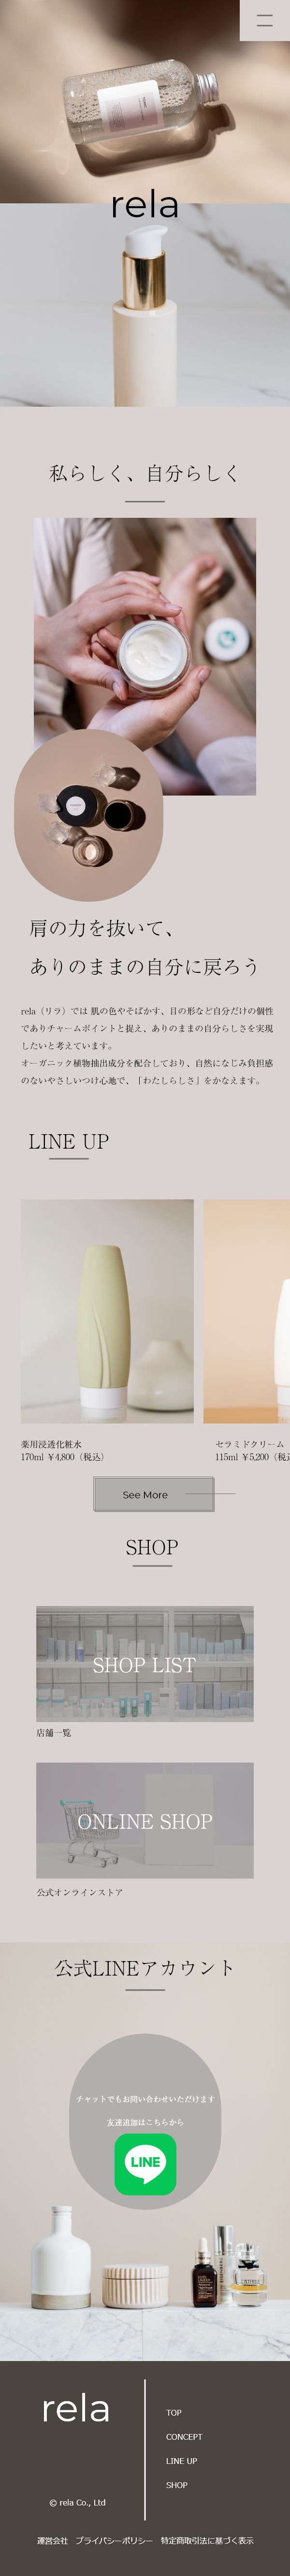 rela
私らしく、自分らしく
肩の力を抜いて、
ありのままの自分に戻ろう
rela（リラ）では 肌の色やそばかす、目の形など自分だけの個性
でありチャームポイントと捉え、ありのままの自分らしさを実現
したいと考えています。
オーガニック植物抽出成分を配合しており、自然になじみ負担感
のないやさしいつけ心地で、「わたしらしさ」をかなえます。
LINE UP
薬用浸透化粧水
170ml ￥4,800（税込）
セラミドクリーム
115ml ￥5,200（税込
See More
SHOP
SHOP LIST
店舗一覧
ONLINE SHOP
公式オンラインストア
公式LINEアカウント
チャットでもお問い合わせいただけます
友達追加はこちらから
LINE
rela
TOP
CONCEPT
LINE UP
SHOP
© rela Co., Ltd
運営会社 プライバシーポリシー 特定商取引法に基づく表示